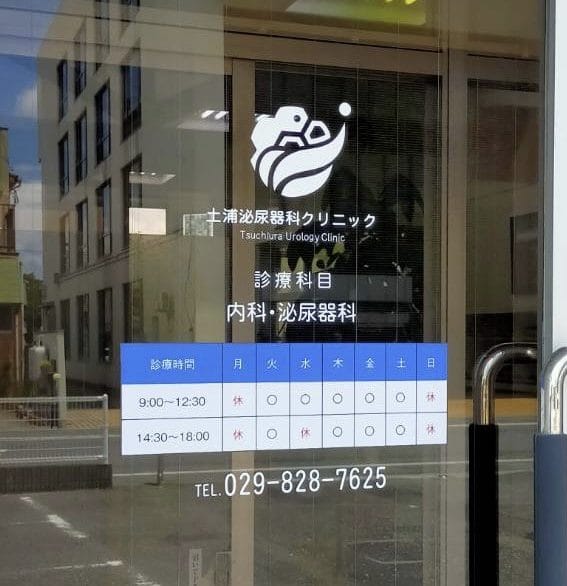 土浦泌尿器科クリニック
Tsuchiura Urology Clinic
診療科目
内科・泌尿器科
診療時間 月 火 水 木 金 土 日
9:00〜12:30 休 ○ ○ ○ ○ ○ 休
14:30〜18:00 休 ○ 休 ○ ○ ○ 休
TEL.029-828-7625